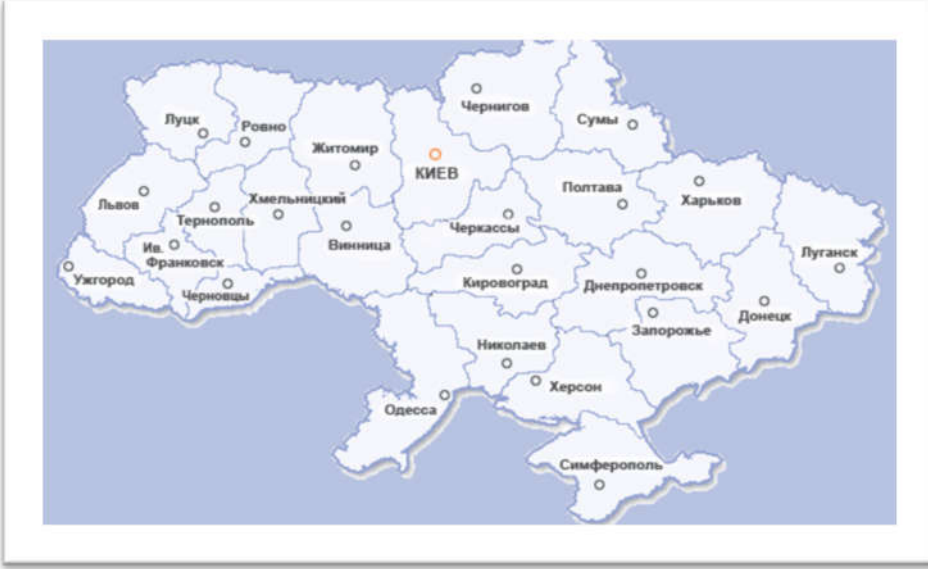 Чернигов
Луцк
Сумы
Ровно
Житомир
КИЕВ
Полтава
Харьков
Львов
Хмельницкий
Тернополь
Черкассы
Винница
Ив.
Франковск
Луганск
Ужгород
Кировоград
Днепропетровск
Черновцы
Донецк
Запорожье
Николаев
Херсон
Одесса
Симферополь